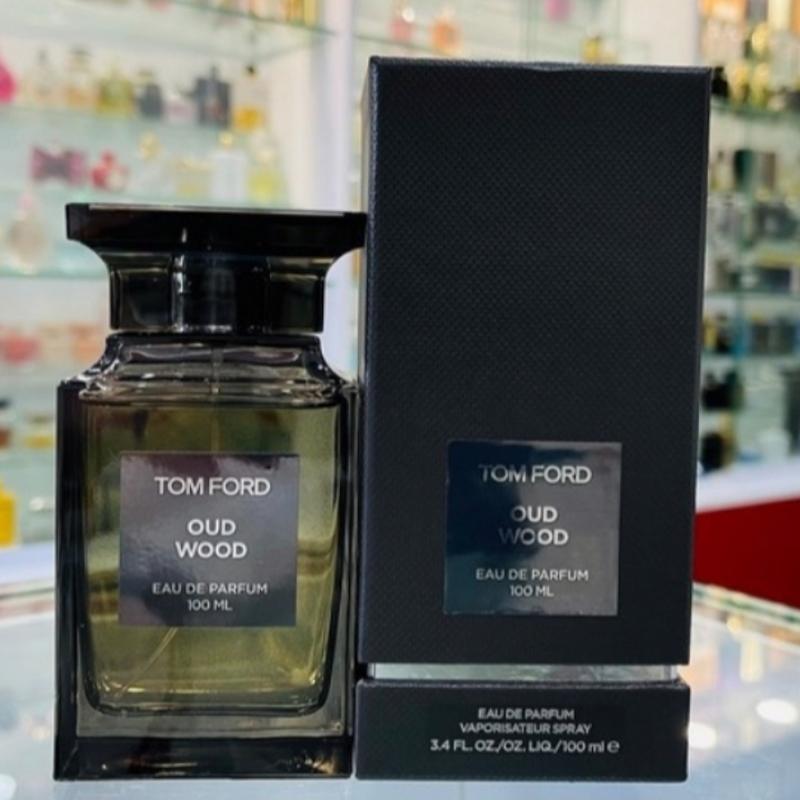 TOM FORD
OUD
WOOD
EAU DE PARFUM
100 ML
TOM FORD
OUD
WOOD
EAU DE PARFUM
100 ML
EAU DE PARFUM
VAPORISATEUR SPRAY
3.4 FL. OZ./OZ. LIQ./100 ml ℮